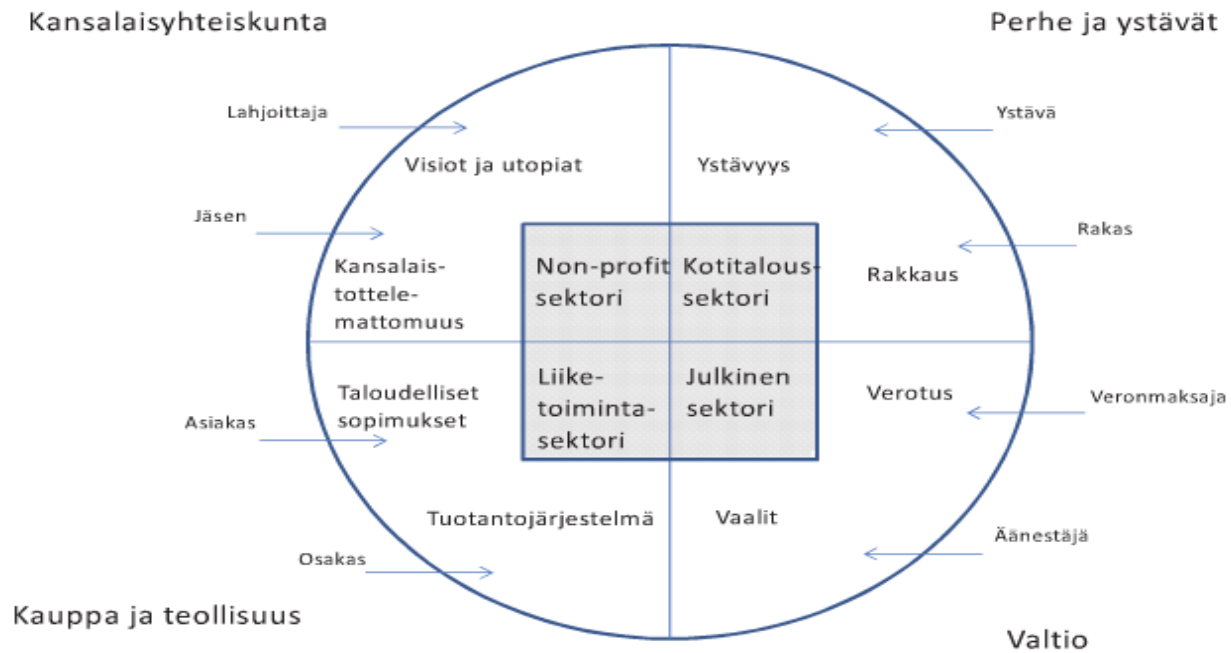 Kansalaisyhteiskunta
Perhe ja ystävät
Lahjoittaja
Ystävä
Visiot ja utopiat
Ystävyys
Jäsen
Rakas
Kansalais-
tottele-
mattomuus
Non-profit
sektori
Kotitalous-
sektori
Rakkaus
Taloudelliset
sopimukset
Liike-
toiminta-
sektori
Julkinen
sektori
Verotus
Veronmaksaja
Asiakas
Tuotantojärjestelmä
Vaalit
Äänestäjä
Osakas
Kauppa ja teollisuus
Valtio